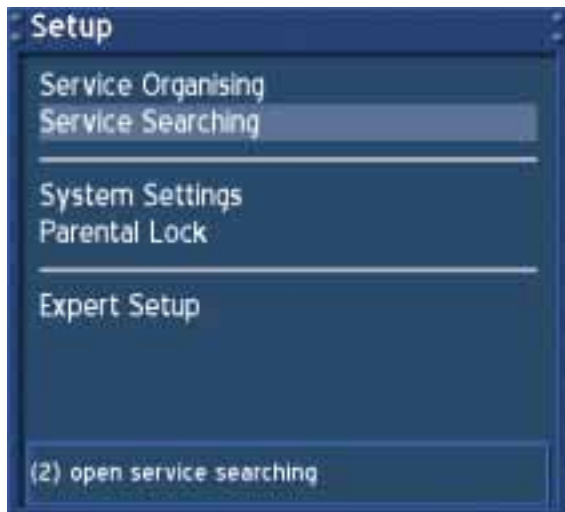 Setup
Service Organising
Service Searching
System Settings
Parental Lock
Expert Setup
(2) open service searching